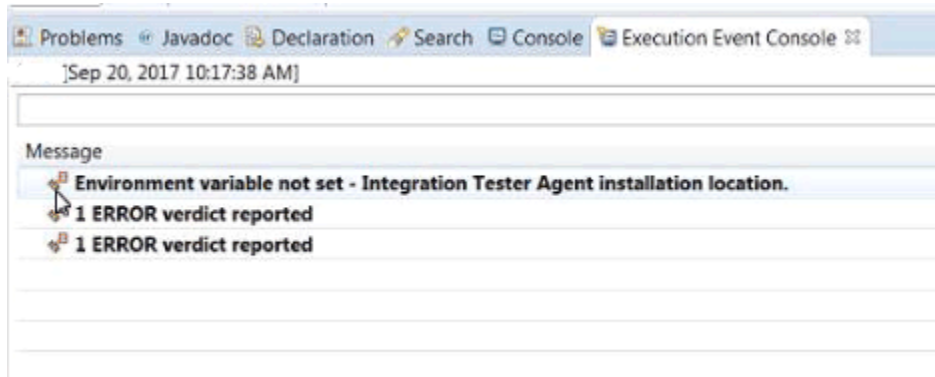 Problems Javadoc Declaration Search Console Execution Event Console
[Sep 20, 2017 10:17:38 AM]
Message
Environment variable not set - Integration Tester Agent installation location.
1 ERROR verdict reported
1 ERROR verdict reported